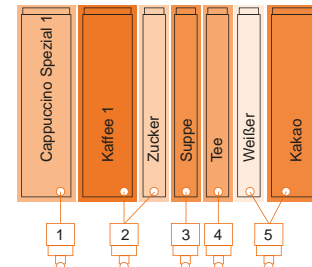 Cappuccino Spezial 1
Kaffee 1
Zucker
Suppe
Tee
Weißer
Kakao
1
2
3
4
5